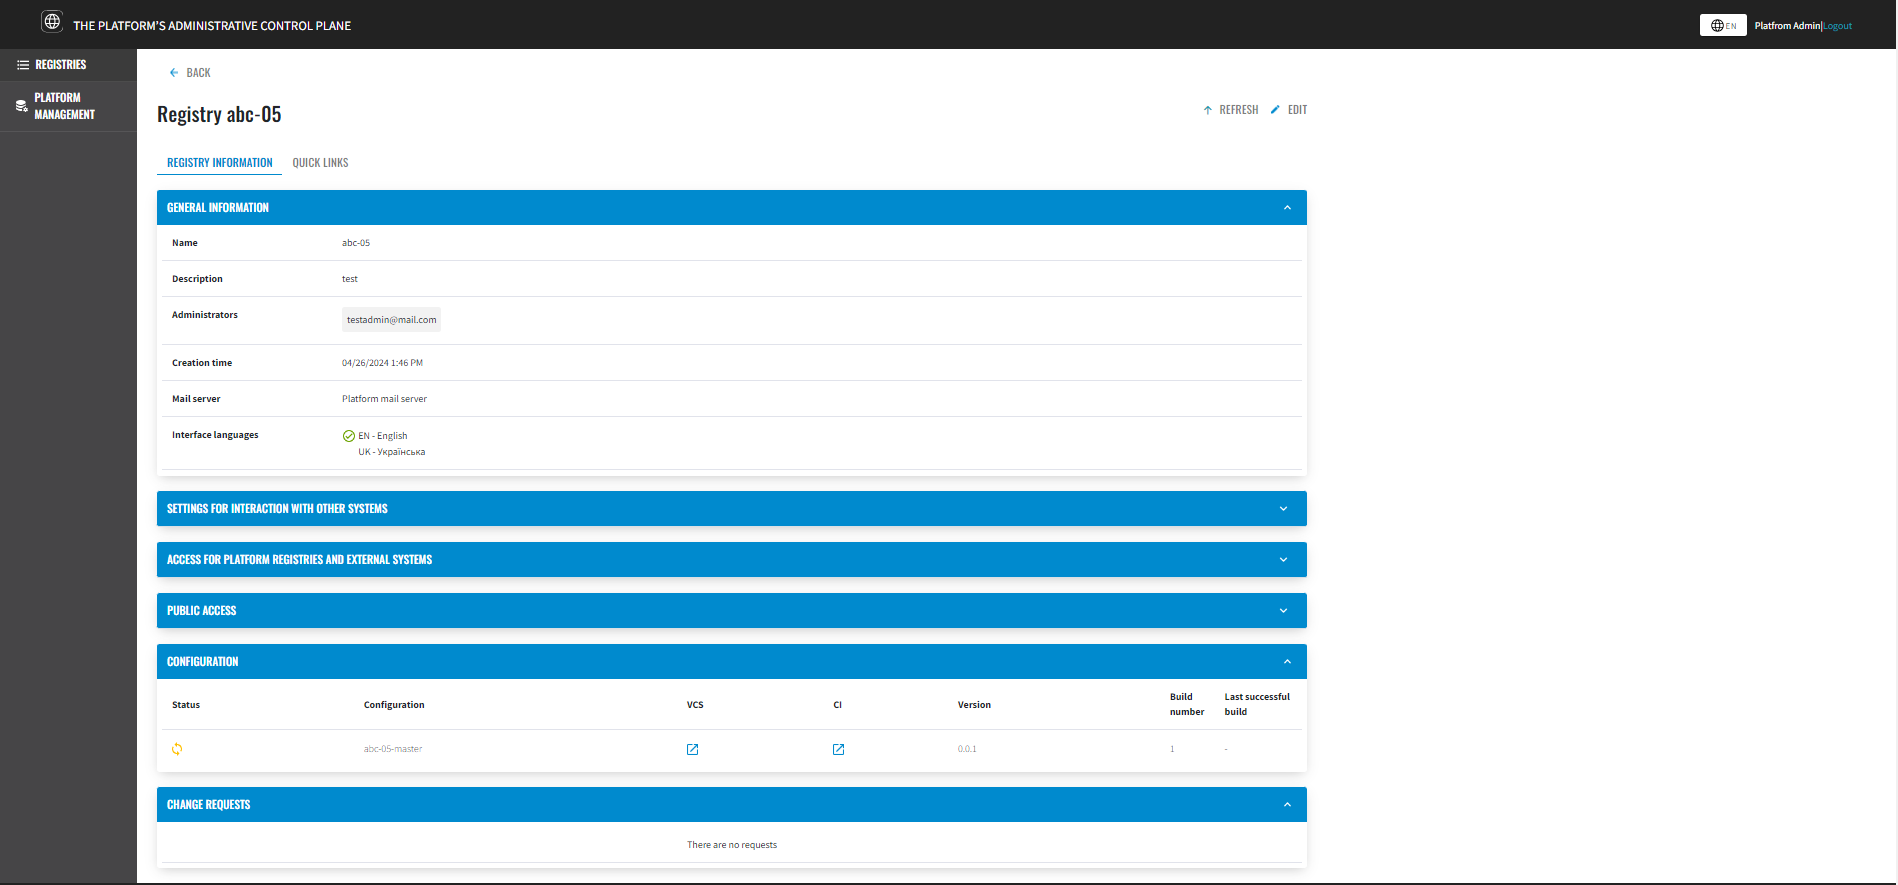 THE PLATFORM'S ADMINISTRATIVE CONTROL PLANE
EN
Platfrom Admin|Logout
REGISTRIES
PLATFORM
MANAGEMENT
BACK
Registry abc-05
REFRESH
EDIT
REGISTRY INFORMATION
QUICK LINKS
GENERAL INFORMATION
Name abc-05
Description test
Administrators testadmin@mail.com
Creation time 04/26/2024 1:46 PM
Mail server Platform mail server
Interface languages EN - English
UK - Українська
SETTINGS FOR INTERACTION WITH OTHER SYSTEMS
ACCESS FOR PLATFORM REGISTRIES AND EXTERNAL SYSTEMS
PUBLIC ACCESS
CONFIGURATION
Status Configuration VCS CI Version Build number Last successful build
abc-05-master 0.0.1 1 -
CHANGE REQUESTS
There are no requests